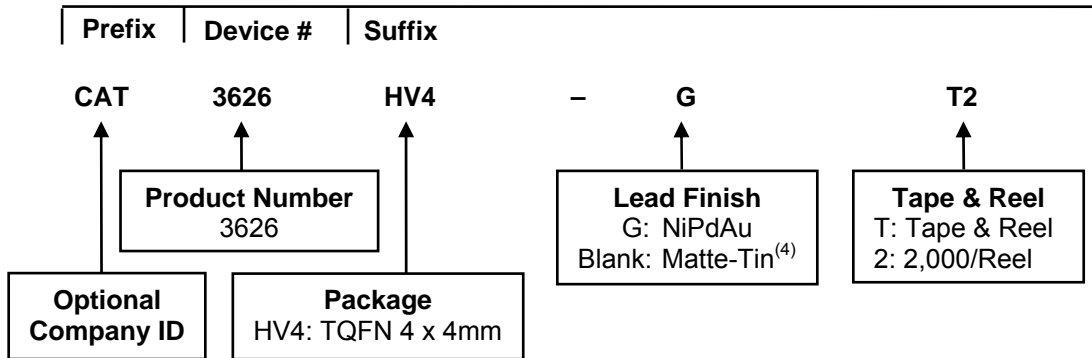 Prefix Device # Suffix
CAT 3626 HV4 – G T2
Product Number
3626
Lead Finish
G: NiPdAu
Blank: Matte-Tin(4)
Tape & Reel
T: Tape & Reel
2: 2,000/Reel
Optional
Company ID
Package
HV4: TQFN 4 x 4mm